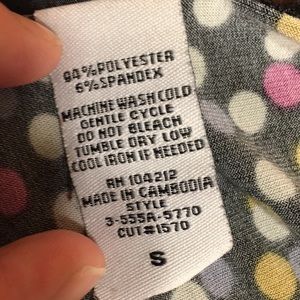 94% POLYESTER
6% SPANDEX
MACHINE WASH COLD
GENTLE CYCLE
DO NOT BLEACH
TUMBLE DRY LOW
COOL IRON IF NEEDED
RN 104212
MADE IN CAMBODIA
STYLE
3-555A-5770
CUT#1570
S